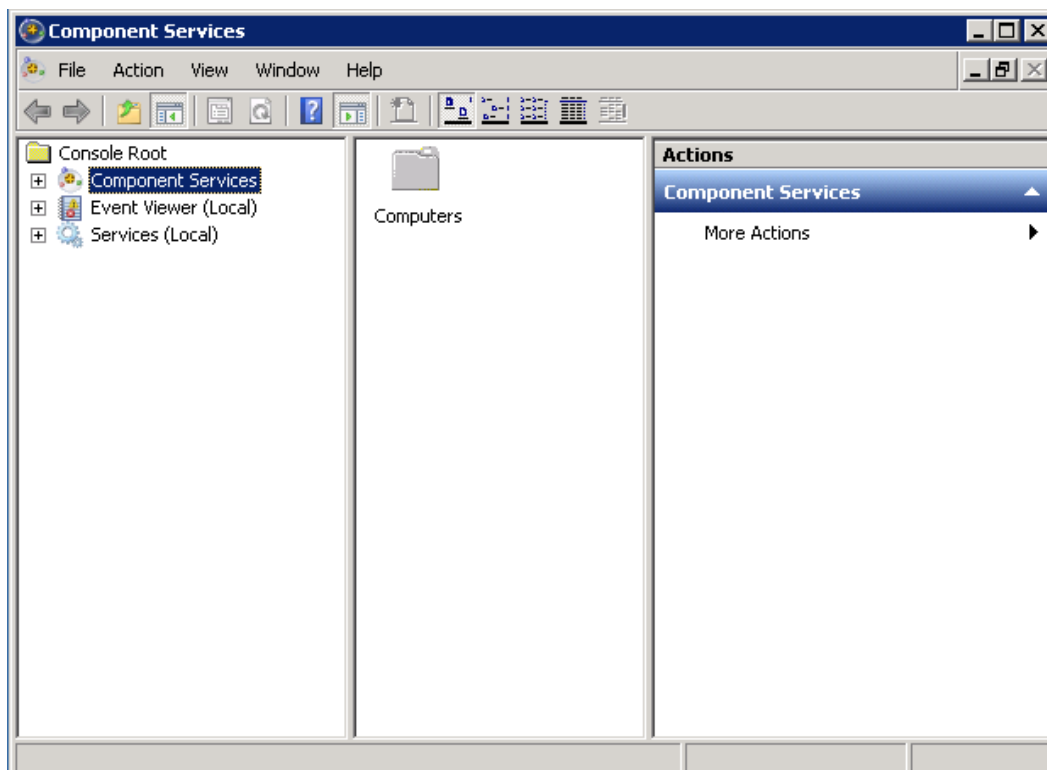 Component Services
File Action View Window Help
Console Root
Component Services
Event Viewer (Local)
Services (Local)
Computers
Actions
Component Services
More Actions